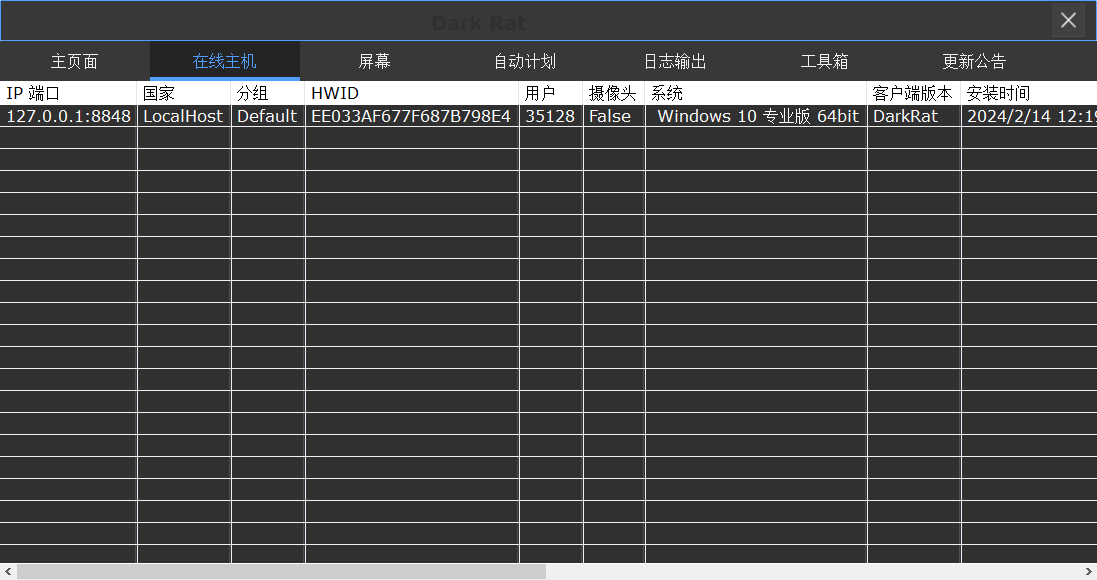 Dark Rat
主页面 在线主机 屏幕 自动计划 日志输出 工具箱 更新公告
IP 端口 国家 分组 HWID 用户 摄像头 系统 客户端版本 安装时间
127.0.0.1:8848 LocalHost Default EE033AF677F687B798E4 35128 False Windows 10 专业版 64bit DarkRat 2024/2/14 12:19